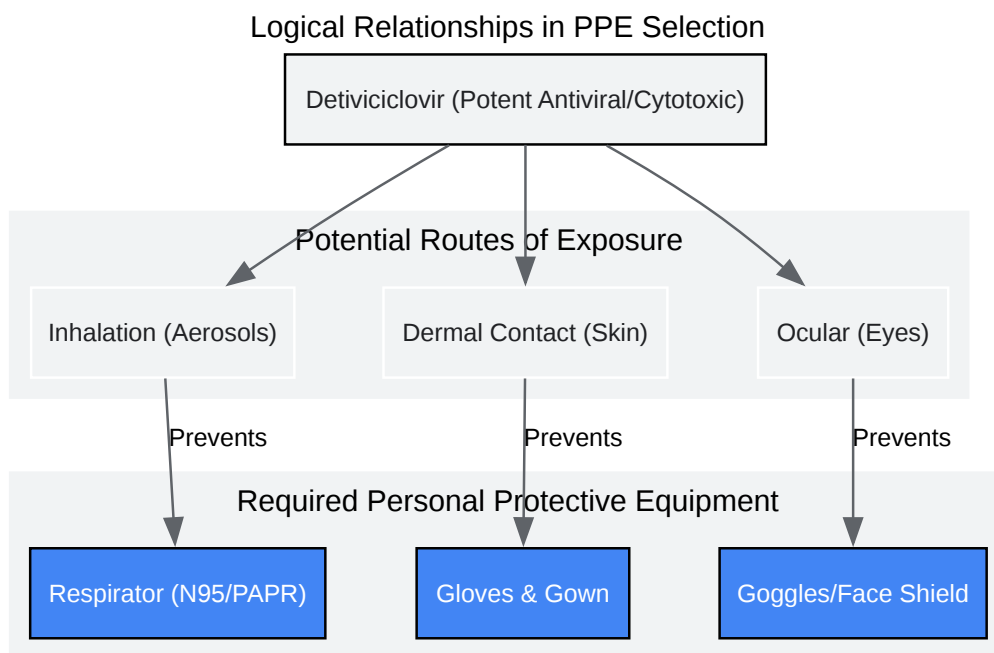 Logical Relationships in PPE Selection
Detiviciclovir (Potent Antiviral/Cytotoxic)
Potential Routes of Exposure
Inhalation (Aerosols)
Dermal Contact (Skin)
Ocular (Eyes)
Prevents
Prevents
Prevents
Required Personal Protective Equipment
Respirator (N95/PAPR)
Gloves & Gown
Goggles/Face Shield